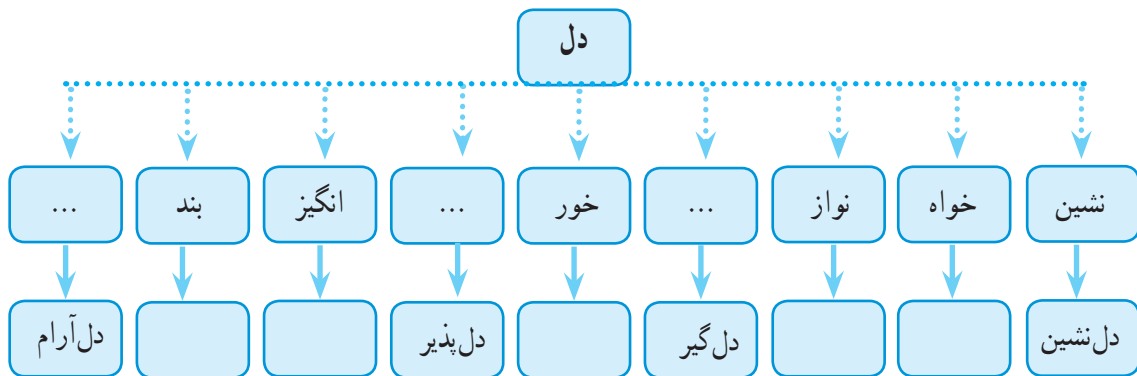 دل
نشین خواه نواز ... خور ... انگیز بند ...
دل‌نشین دل‌گیر دل‌پذیر دل‌آرام